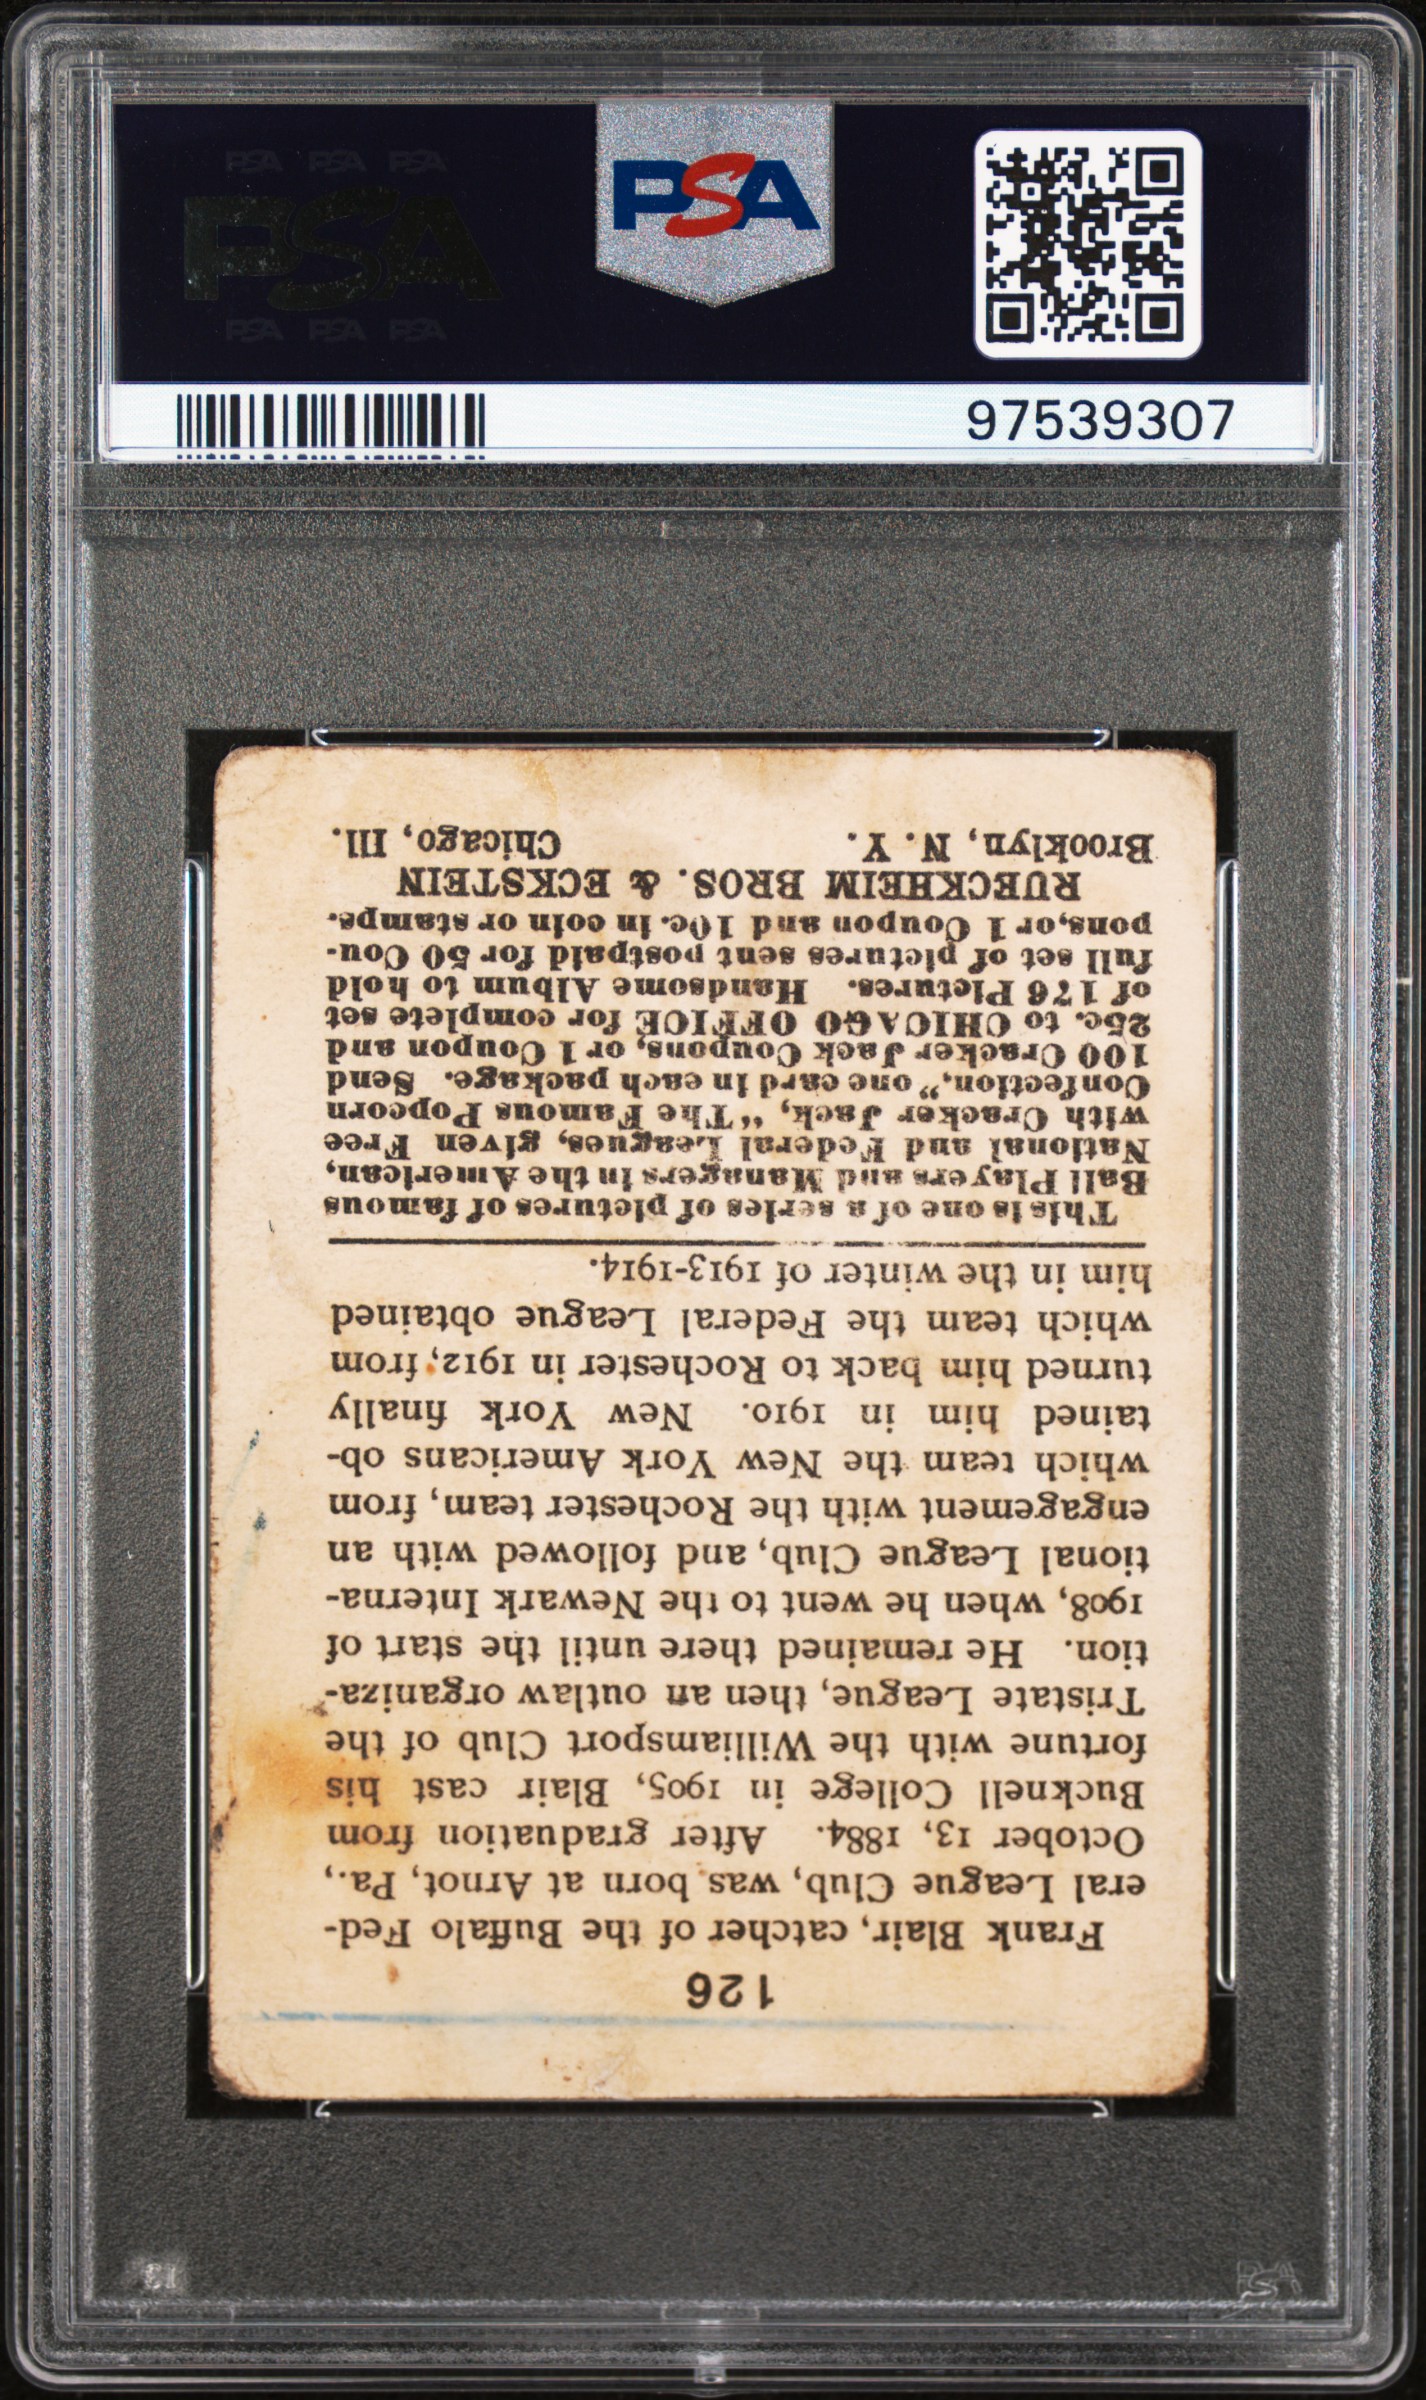 PSA PSA PSA
PSA
PSA PSA PSA
PSA
97539307
126
Frank Blair, catcher of the Buffalo Fed-
eral League Club, was born at Arnot, Pa.,
October 13, 1884. After graduation from
Bucknell College in 1905, Blair cast his
fortune with the Williamsport Club of the
Tristate League, then an outlaw organiza-
tion. He remained there until the start of
1908, when he went to the Newark Interna-
tional League Club, and followed with an
engagement with the Rochester team, from
which team the New York Americans ob-
tained him in 1910. New York finally
turned him back to Rochester in 1912, from
which team the Federal League obtained
him in the winter of 1913-1914.
This is one of a series of pictures of famous
Ball Players and Managers in the American,
National and Federal Leagues, given Free
with Cracker Jack, "The Famous Popcorn
Confection," one card in each package. Send
100 Cracker Jack Coupons, or 1 Coupon and
25c. to CHICAGO OFFICE for complete set
of 176 Pictures. Handsome Album to hold
full set of pictures sent postpaid for 50 Cou-
pons, or 1 Coupon and 10c. in coin or stamps.
RUECKHEIM BROS. & ECKSTEIN
Brooklyn, N. Y. Chicago, Ill.
PSA